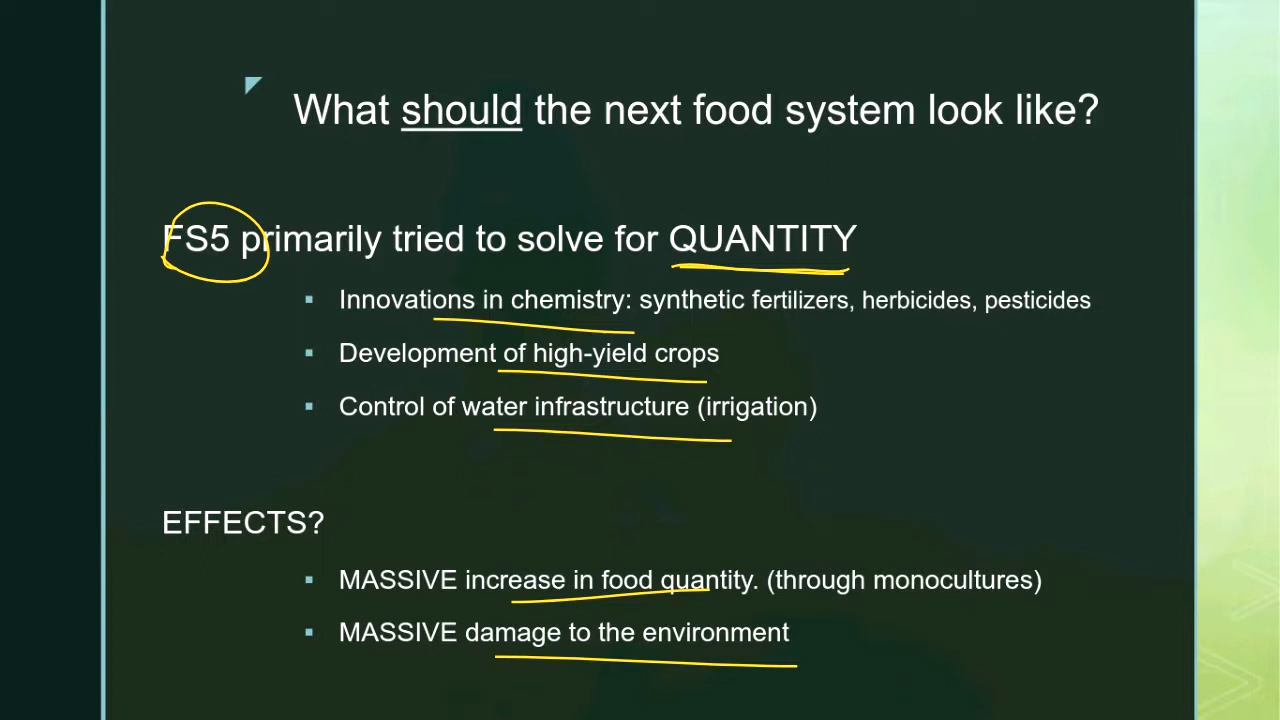 What should the next food system look like?
FS5 primarily tried to solve for QUANTITY
▪ Innovations in chemistry: synthetic fertilizers, herbicides, pesticides
▪ Development of high-yield crops
▪ Control of water infrastructure (irrigation)
EFFECTS?
▪ MASSIVE increase in food quantity. (through monocultures)
▪ MASSIVE damage to the environment